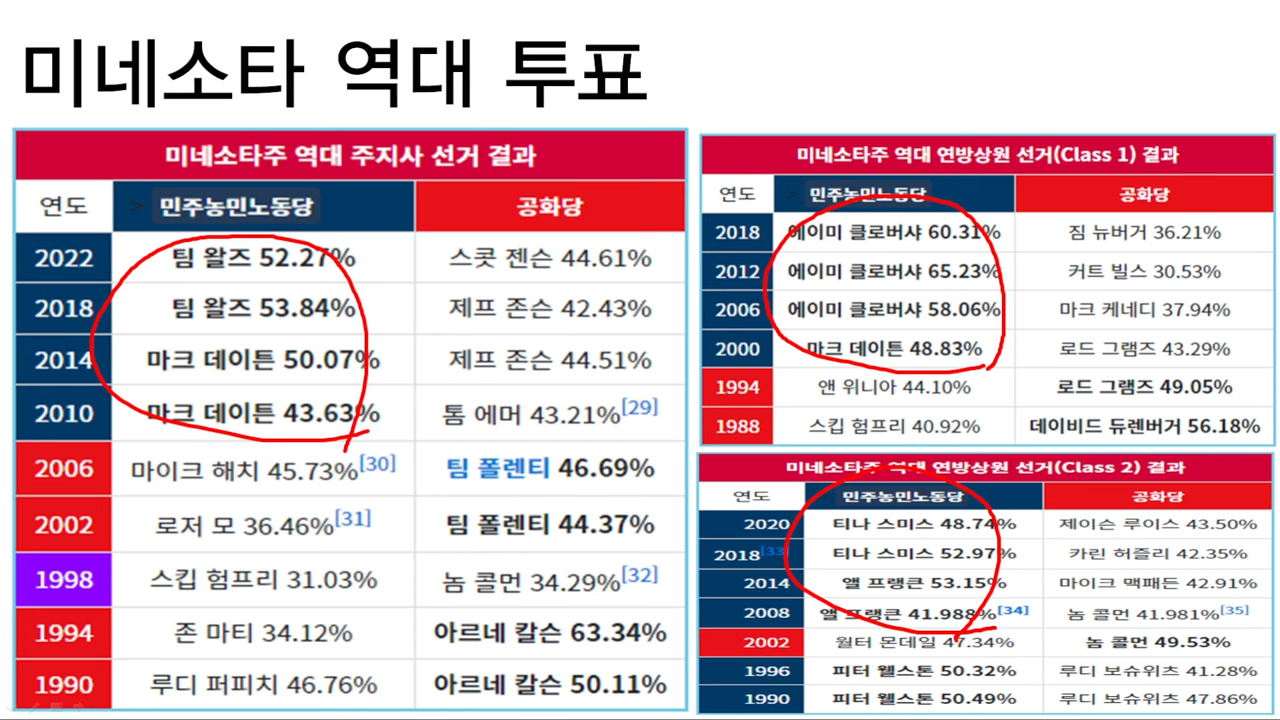 미네소타 역대 투표
미네소타주 역대 주지사 선거 결과
연도 > 민주농민노동당 공화당
2022 팀 왈즈 52.27% 스콧 젠슨 44.61%
2018 팀 왈즈 53.84% 제프 존슨 42.43%
2014 마크 데이튼 50.07% 제프 존슨 44.51%
2010 마크 데이튼 43.63% 톰 에머 43.21%[29]
2006 마이크 해치 45.73%[30] 팀 폴렌티 46.69%
2002 로저 모 36.46%[31] 팀 폴렌티 44.37%
1998 스킵 험프리 31.03% 놈 콜먼 34.29%[32]
1994 존 마티 34.12% 아르네 칼슨 63.34%
1990 루디 퍼피치 46.76% 아르네 칼슨 50.11%
미네소타주 역대 연방상원 선거(Class 1) 결과
연도 > 민주농민노동당 공화당
2018 에이미 클로버샤 60.31% 짐 뉴버거 36.21%
2012 에이미 클로버샤 65.23% 커트 빌스 30.53%
2006 에이미 클로버샤 58.06% 마크 케네디 37.94%
2000 마크 데이튼 48.83% 로드 그램즈 43.29%
1994 앤 위니아 44.10% 로드 그램즈 49.05%
1988 스킵 험프리 40.92% 데이비드 듀렌버거 56.18%
미네소타주 역대 연방상원 선거(Class 2) 결과
연도 민주농민노동당 공화당
2020 티나 스미스 48.74% 제이슨 루이스 43.50%
2018[33] 티나 스미스 52.97% 카린 허즐리 42.35%
2014 앨 프랭큰 53.15% 마이크 맥패든 42.91%
2008 앨 프랭큰 41.988%[34] 놈 콜먼 41.981%[35]
2002 월터 몬데일 47.34% 놈 콜먼 49.53%
1996 피터 웰스톤 50.32% 루디 보슈위츠 41.28%
1990 피터 웰스톤 50.49% 루디 보슈위츠 47.86%